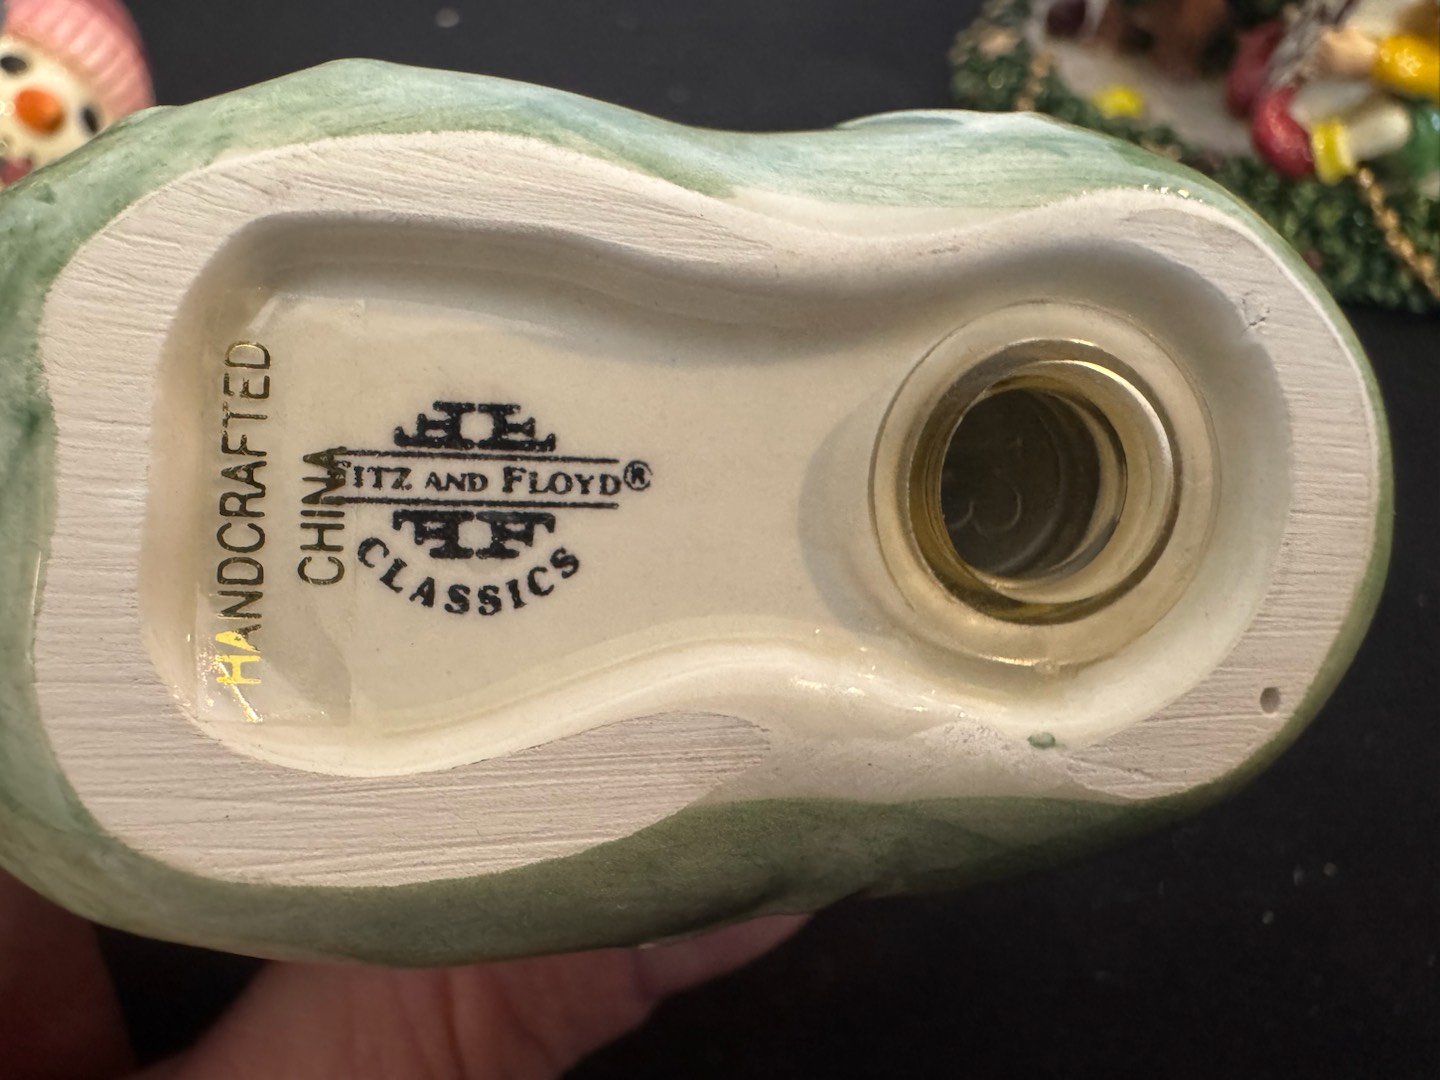 HANDCRAFTED
CHINA
FITZ AND FLOYD®
CLASSICS